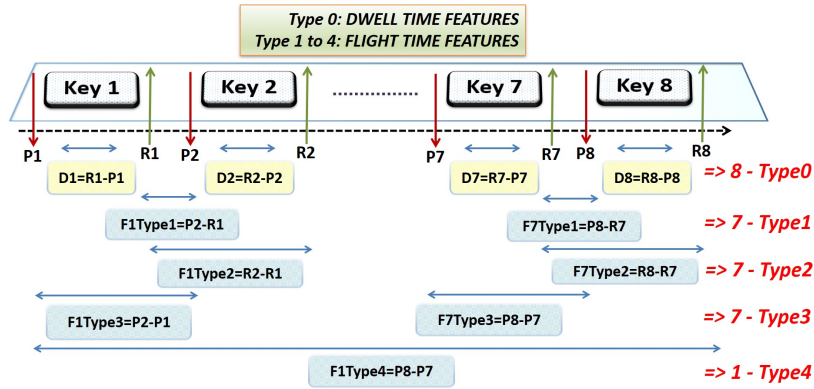 Type 0: DWELL TIME FEATURES
Type 1 to 4: FLIGHT TIME FEATURES
Key 1 Key 2 ................ Key 7 Key 8
P1 R1 P2 R2 P7 R7 P8 R8
D1=R1-P1 D2=R2-P2 D7=R7-P7 D8=R8-P8 => 8 - Type0
F1Type1=P2-R1 F7Type1=P8-R7 => 7 - Type1
F1Type2=R2-R1 F7Type2=R8-R7 => 7 - Type2
F1Type3=P2-P1 F7Type3=P8-P7 => 7 - Type3
F1Type4=P8-P7 => 1 - Type4